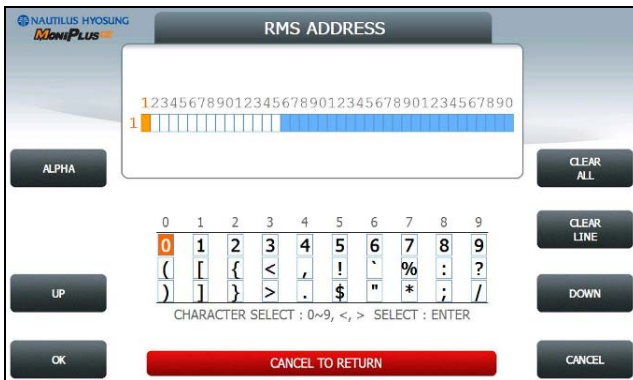 NAUTILUS HYOSUNG
MoniPlus CE
RMS ADDRESS
1234567890123456789012345678901234567890
1
ALPHA
CLEAR
ALL
0 1 2 3 4 5 6 7 8 9
0 1 2 3 4 5 6 7 8 9
( [ { < , ! ` % : ?
) ] } > . $ " * ; /
CLEAR
LINE
UP
DOWN
CHARACTER SELECT : 0~9, <, > SELECT : ENTER
OK
CANCEL TO RETURN
CANCEL